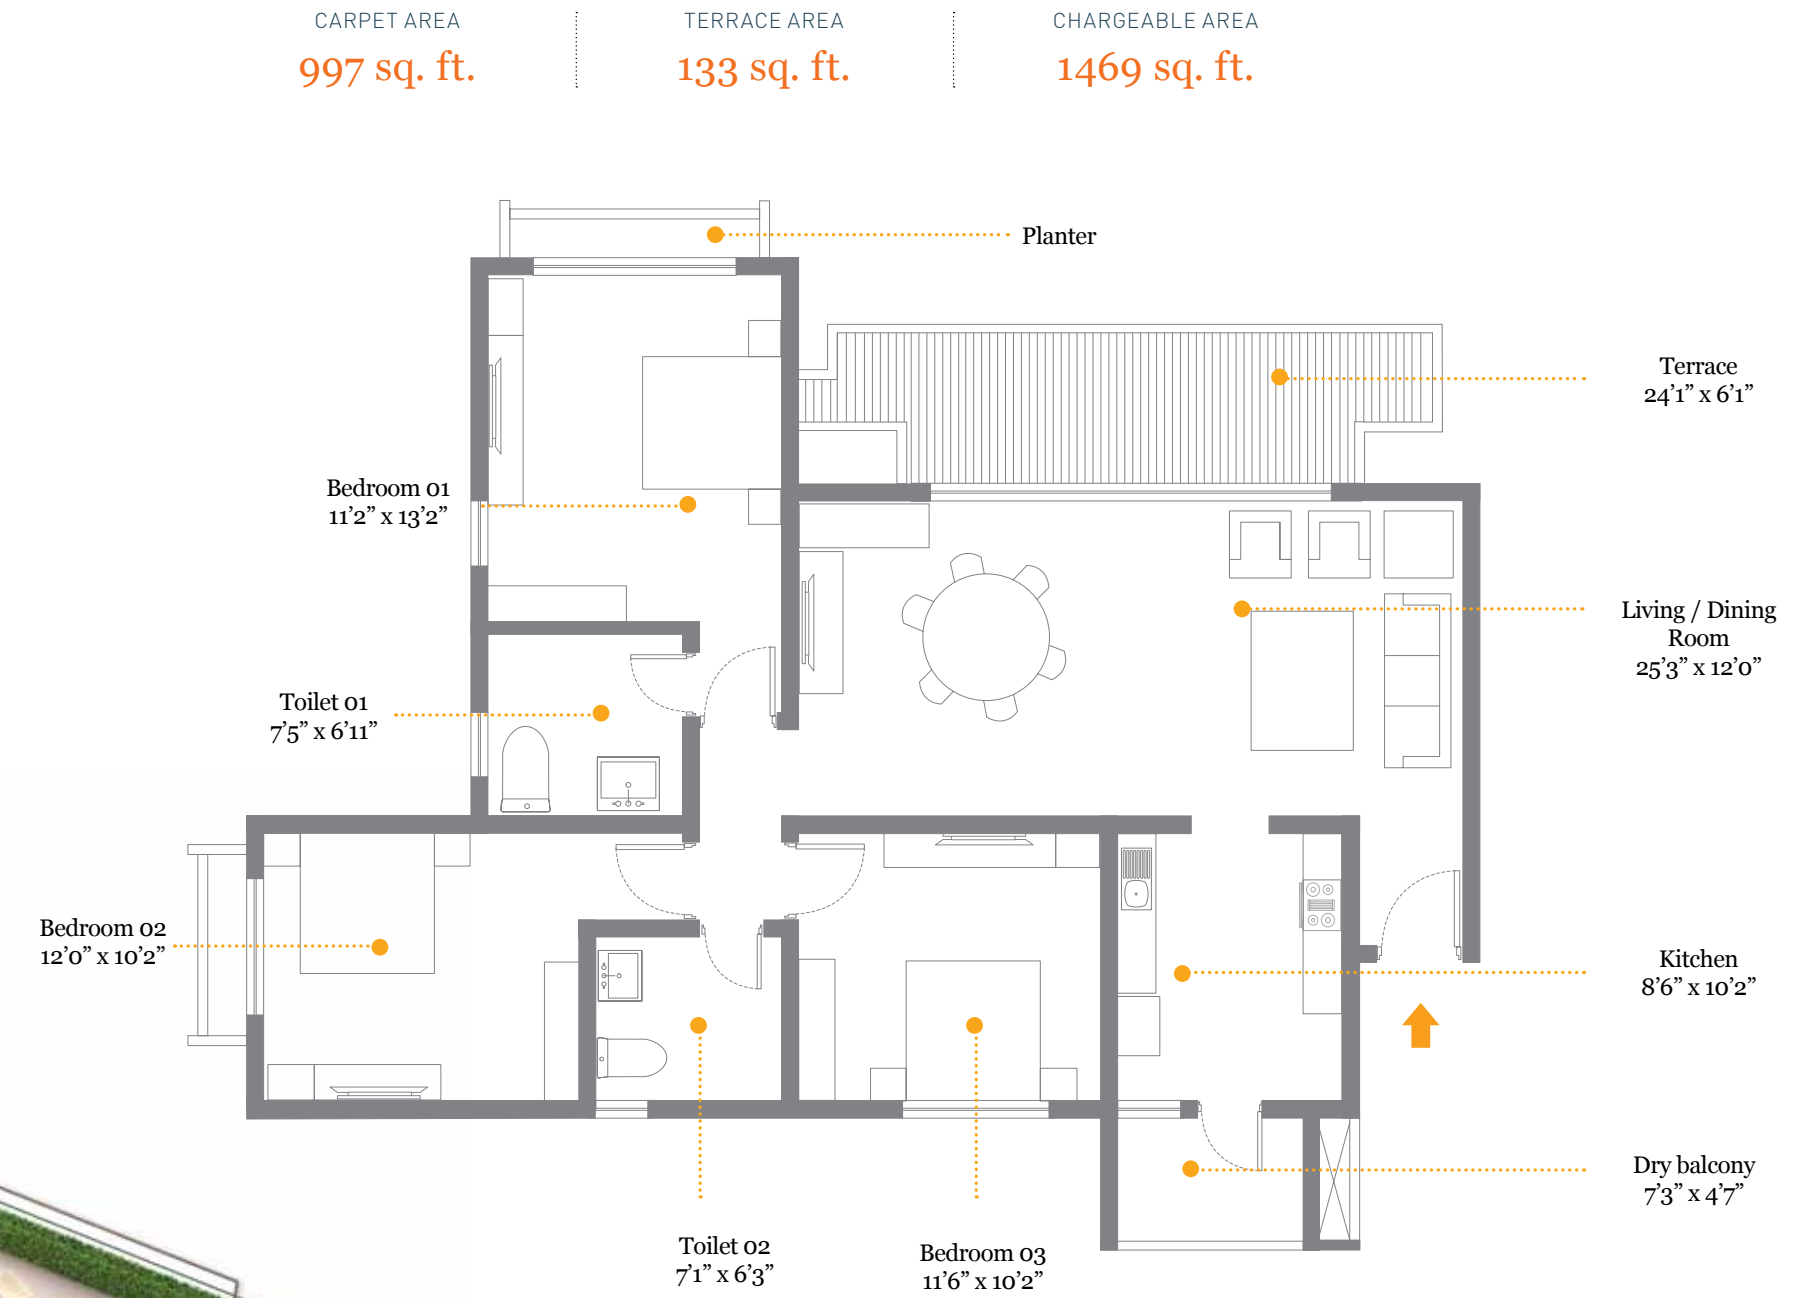 CARPET AREA
997 sq. ft.
TERRACE AREA
133 sq. ft.
CHARGEABLE AREA
1469 sq. ft.
Planter
Terrace
24’1” x 6’1”
Bedroom 01
11’2” x 13’2”
Living / Dining
Room
25’3” x 12’0”
Toilet 01
7’5” x 6’11”
Bedroom 02
12’0” x 10’2”
Kitchen
8’6” x 10’2”
Dry balcony
7’3” x 4’7”
Toilet 02
7’1” x 6’3”
Bedroom 03
11’6” x 10’2”